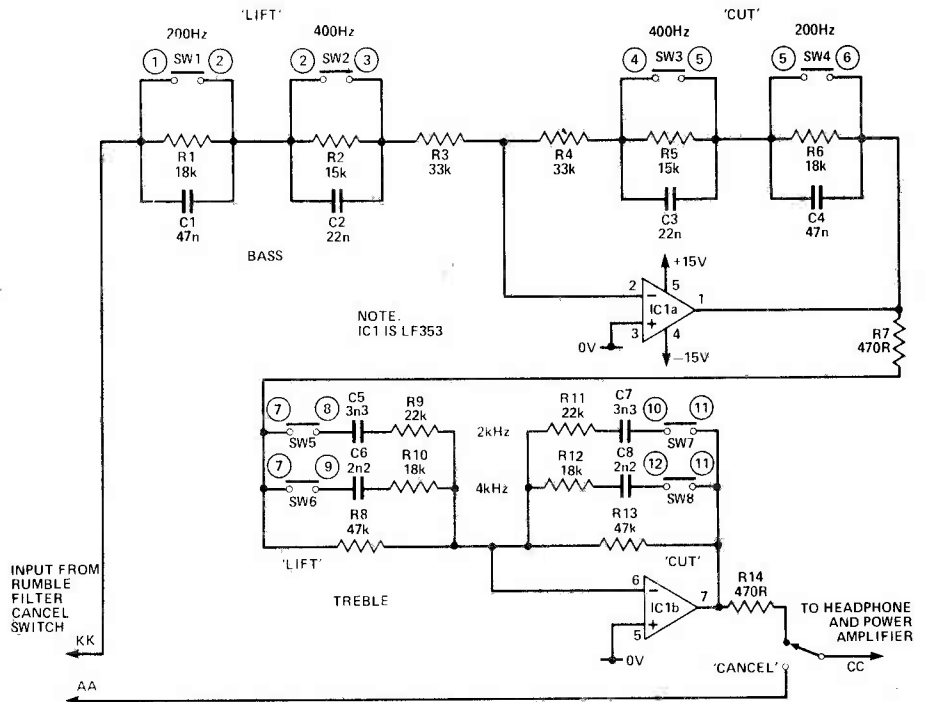 'LIFT'
'CUT'
200Hz
400Hz
400Hz
200Hz
1 SW1 2
2 SW2 3
4 SW3 5
5 SW4 6
R1
18k
R2
15k
R3
33k
R4
33k
R5
15k
R6
18k
C1
47n
C2
22n
C3
22n
C4
47n
BASS
NOTE.
IC1 IS LF353
+15V
5
2
−
IC1a
1
3
+
4
0V
−15V
R7
470R
7
8
C5
3n3
R9
22k
SW5
7
9
C6
2n2
R10
18k
SW6
R8
47k
2kHz
4kHz
R11
22k
C7
3n3
10
11
SW7
R12
18k
C8
2n2
12
11
SW8
R13
47k
'LIFT'
'CUT'
TREBLE
6
−
IC1b
7
5
+
0V
R14
470R
INPUT FROM
RUMBLE
FILTER
CANCEL
SWITCH
KK
AA
TO HEADPHONE
AND POWER
AMPLIFIER
CC
'CANCEL'